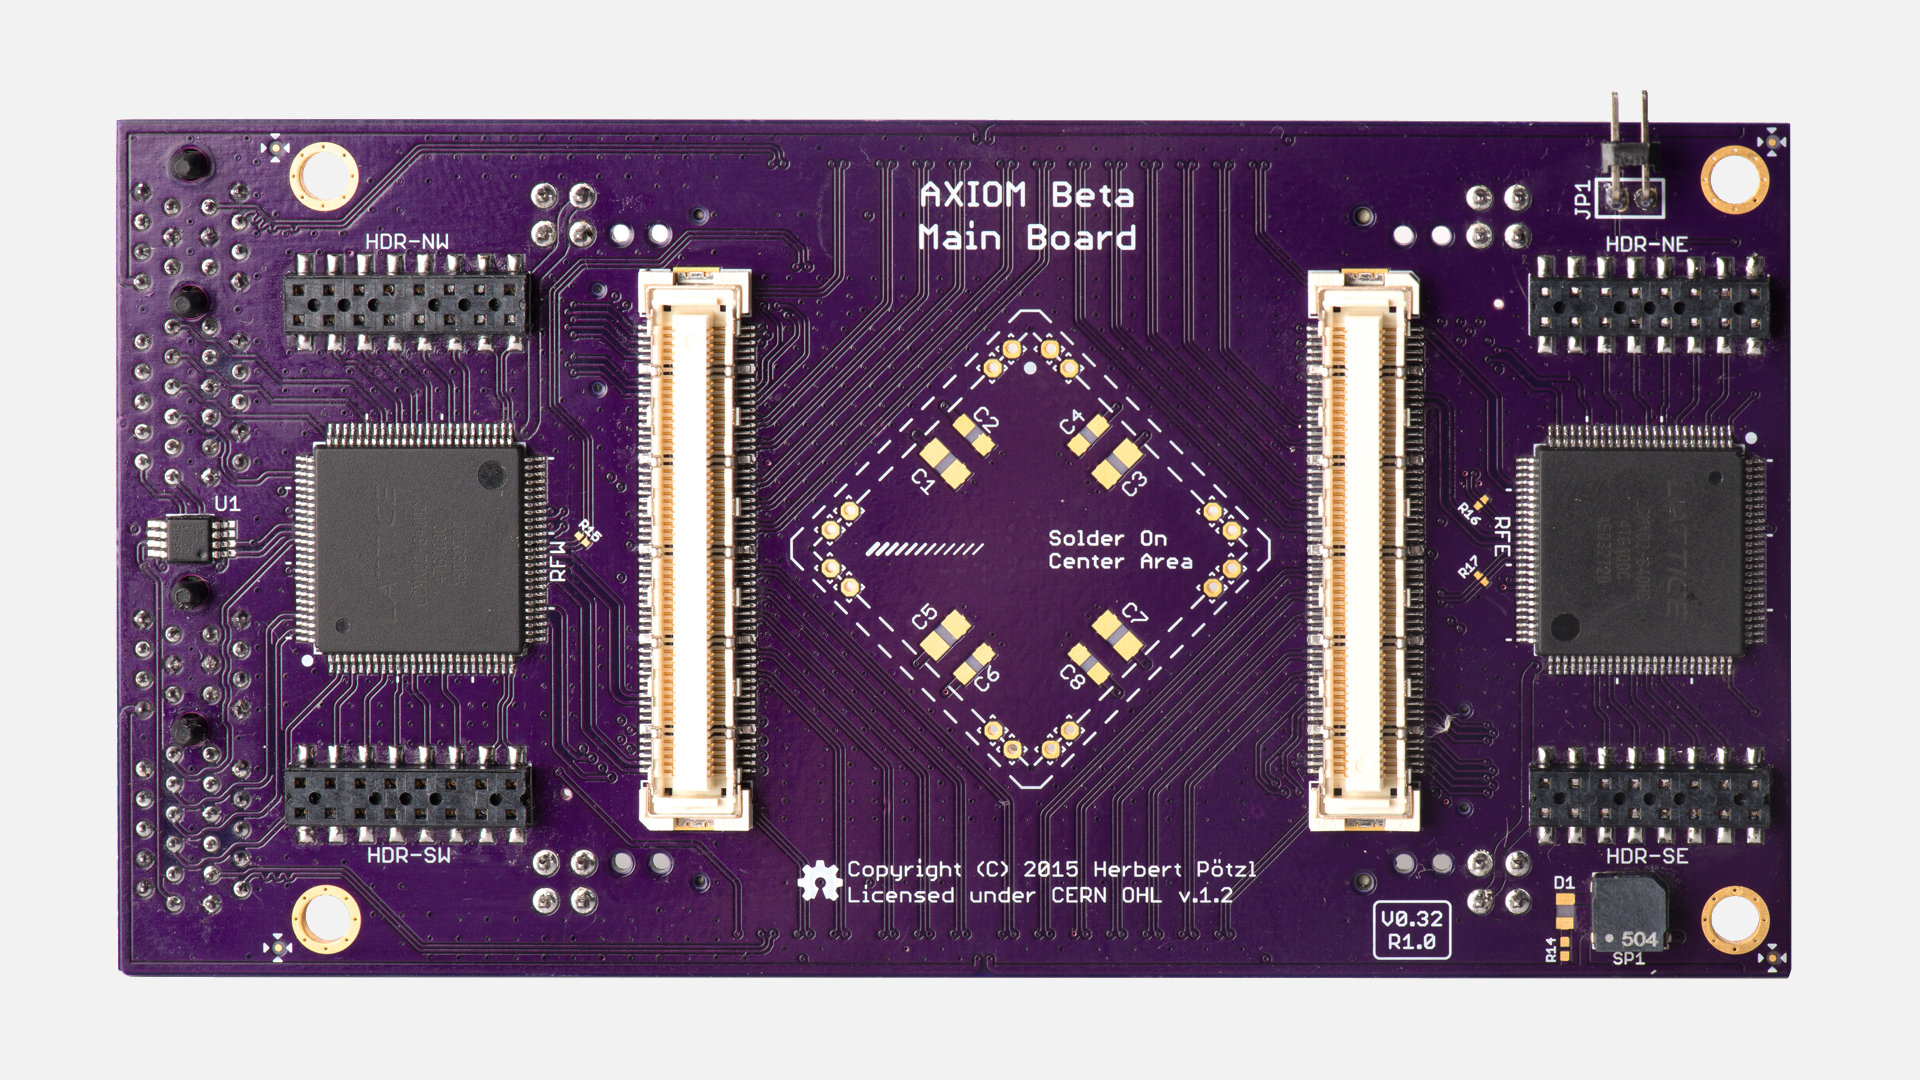 AXIOM Beta
Main Board
JP1
HDR-NW
HDR-NE
C2
C4
C1
C3
U1
R15
RFW
Solder On
Center Area
R16
RFE
R17
C5
C7
C6
C8
HDR-SW
HDR-SE
Copyright (C) 2015 Herbert Pötzl
Licensed under CERN OHL v.1.2
V0.32
R1.0
D1
R14
504
SP1